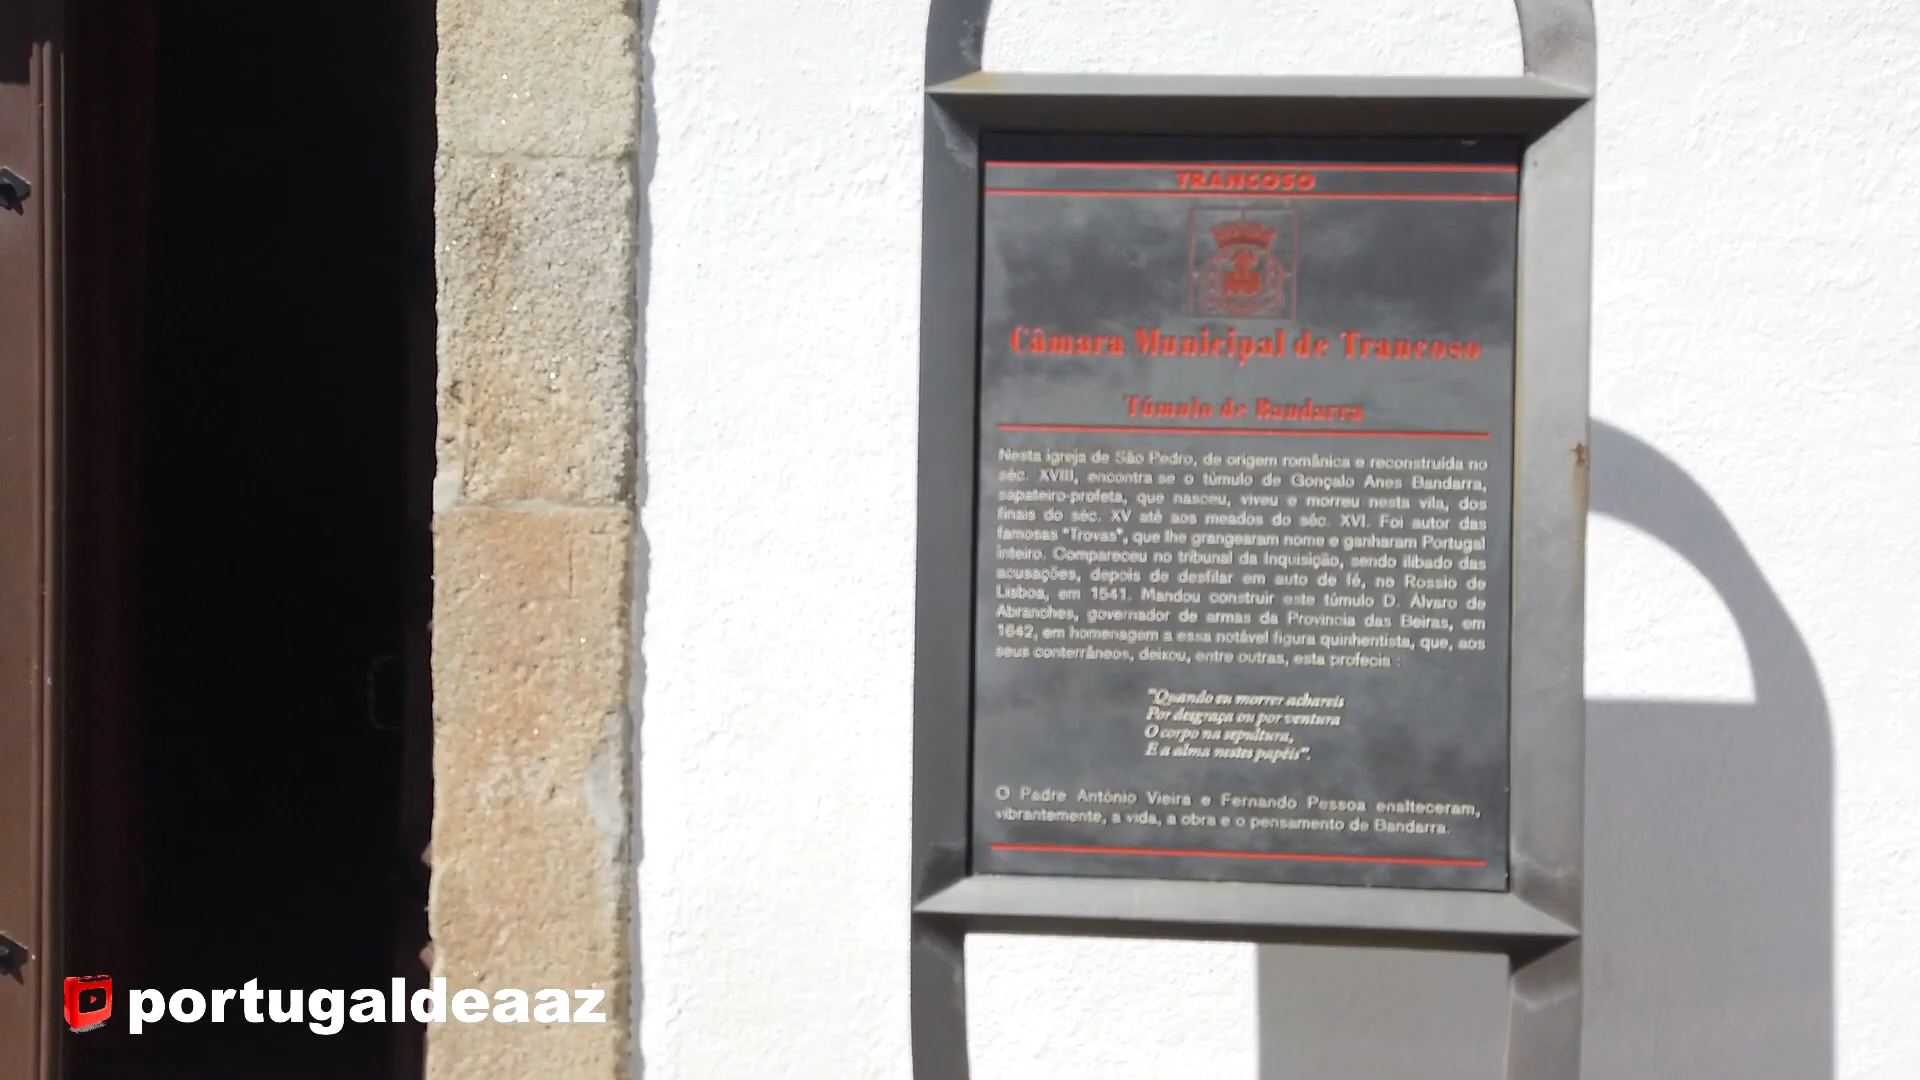 TRANCOSO
Câmara Municipal de Trancoso
Túmulo de Bandarra
Nesta igreja de São Pedro, de origem românica e reconstruída no
séc. XVIII, encontra-se o túmulo de Gonçalo Anes Bandarra,
sapateiro-profeta, que nasceu, viveu e morreu nesta vila, dos
finais do séc. XV até aos meados do séc. XVI. Foi autor das
famosas "Trovas", que lhe grangearam nome e ganharam Portugal
inteiro. Compareceu no tribunal da Inquisição, sendo ilibado das
acusações, depois de desfilar em auto de fé, no Rossio de
Lisboa, em 1541. Mandou construir este túmulo D. Álvaro de
Abranches, governador de armas da Província das Beiras, em
1642, em homenagem a essa notável figura quinhentista, que, aos
seus conterrâneos, deixou, entre outras, esta profecia :
"Quando eu morrer achareis
Por desgraça ou por ventura
O corpo na sepultura,
E a alma nestes papéis".
O Padre António Vieira e Fernando Pessoa enalteceram,
vibrantemente, a vida, a obra e o pensamento de Bandarra.
portugaldeaaz